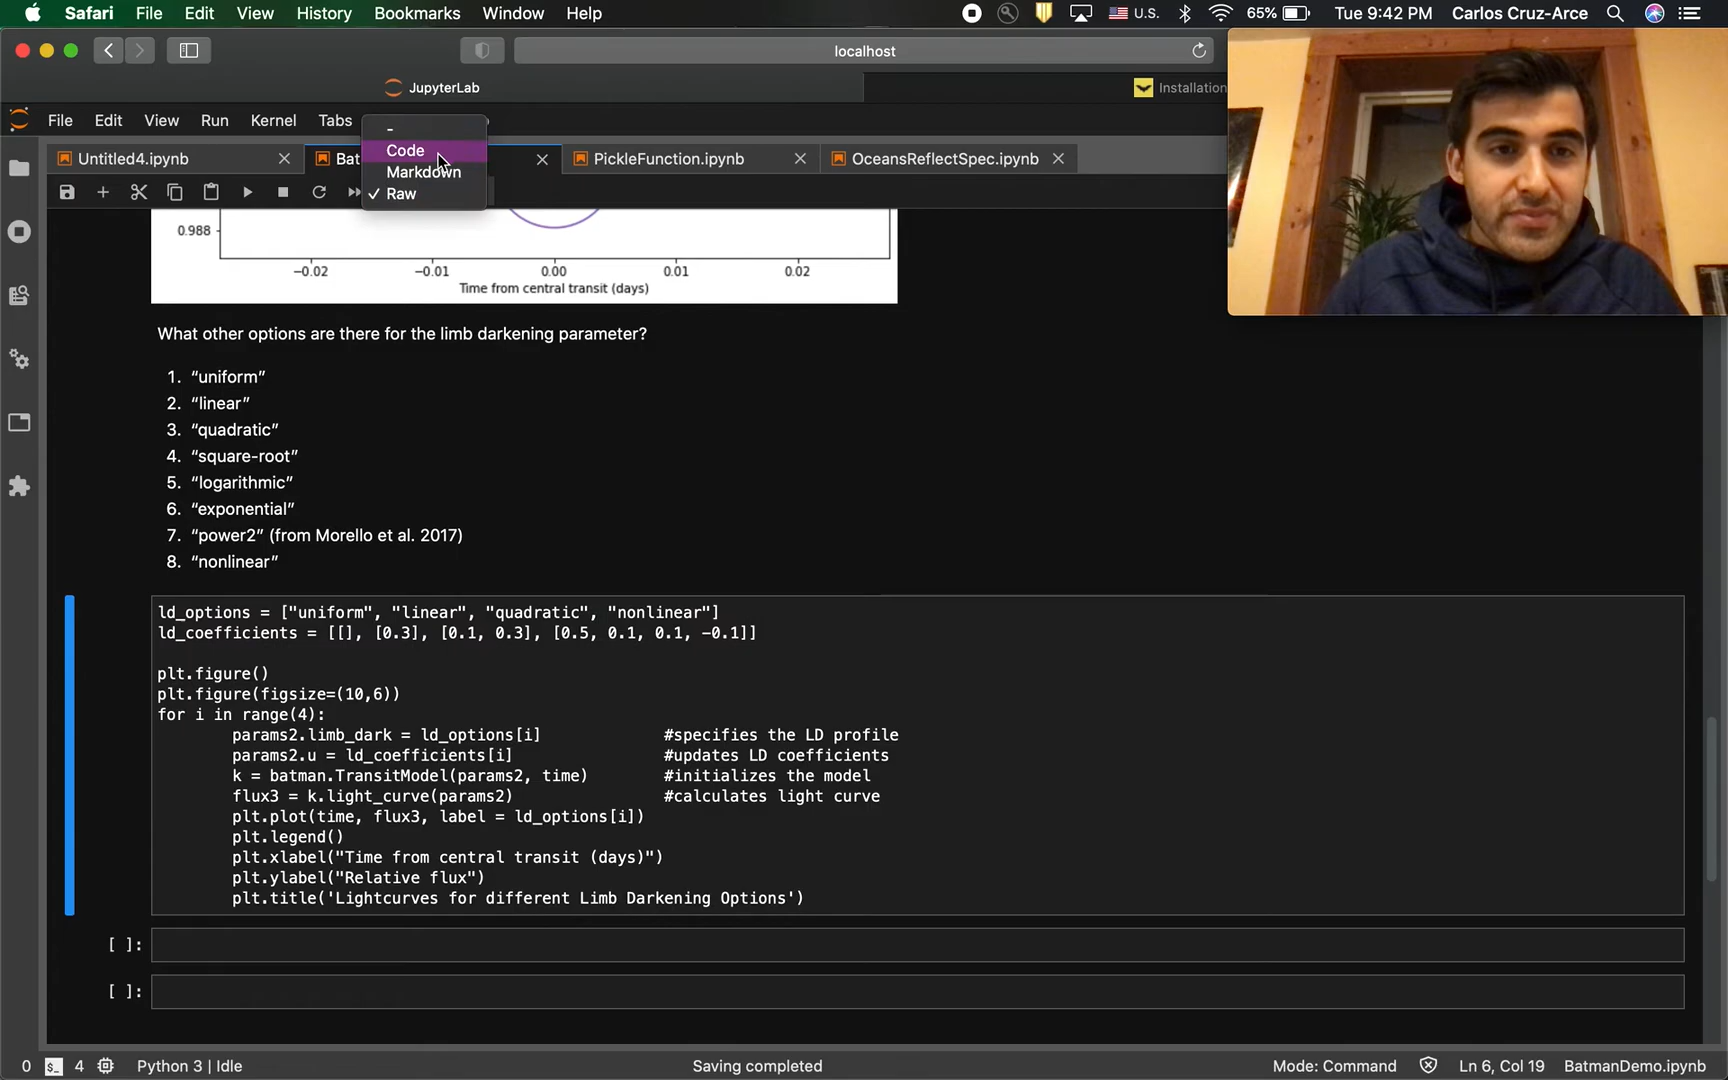 Safari File Edit View History Bookmarks Window Help U.S. 65% Tue 9:42 PM Carlos Cruz-Arce
localhost
JupyterLab Installation
File Edit View Run Kernel Tabs
-
Code
Markdown
✓ Raw
Untitled4.ipynb Bat PickleFunction.ipynb OceansReflectSpec.ipynb
0.988
−0.02 −0.01 0.00 0.01 0.02
Time from central transit (days)
What other options are there for the limb darkening parameter?
1. “uniform”
2. “linear”
3. “quadratic”
4. “square-root”
5. “logarithmic”
6. “exponential”
7. “power2” (from Morello et al. 2017)
8. “nonlinear”
ld_options = ["uniform", "linear", "quadratic", "nonlinear"]
ld_coefficients = [[], [0.3], [0.1, 0.3], [0.5, 0.1, 0.1, −0.1]]
plt.figure()
plt.figure(figsize=(10,6))
for i in range(4):
params2.limb_dark = ld_options[i] #specifies the LD profile
params2.u = ld_coefficients[i] #updates LD coefficients
k = batman.TransitModel(params2, time) #initializes the model
flux3 = k.light_curve(params2) #calculates light curve
plt.plot(time, flux3, label = ld_options[i])
plt.legend()
plt.xlabel("Time from central transit (days)")
plt.ylabel("Relative flux")
plt.title('Lightcurves for different Limb Darkening Options')
[ ]:
[ ]:
0 $_ 4 Python 3 | Idle Saving completed Mode: Command Ln 6, Col 19 BatmanDemo.ipynb